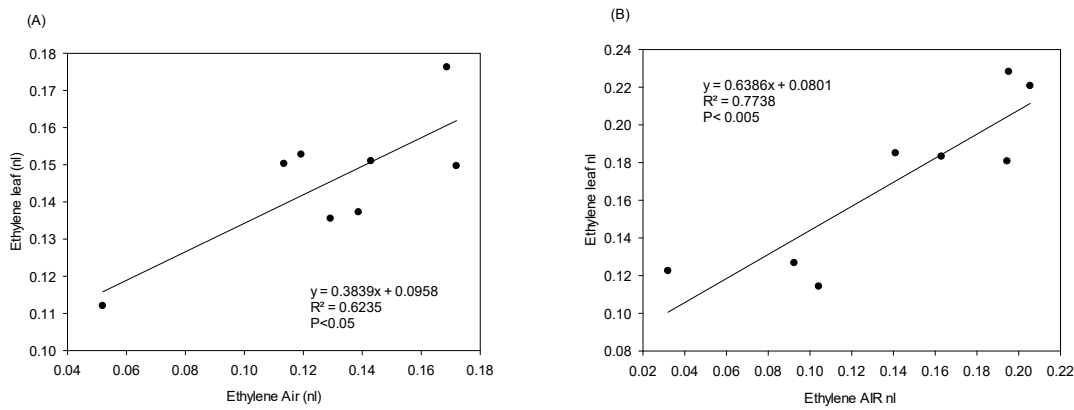 (A)
0.18
0.17
0.16
0.15
0.14
0.13
0.12
0.11
0.10
Ethylene leaf (nl)
y = 0.3839x + 0.0958
R² = 0.6235
P<0.05
0.04 0.06 0.08 0.10 0.12 0.14 0.16 0.18
Ethylene Air (nl)
(B)
0.24
0.22
0.20
0.18
0.16
0.14
0.12
0.10
0.08
Ethylene leaf nl
y = 0.6386x + 0.0801
R² = 0.7738
P< 0.005
0.02 0.04 0.06 0.08 0.10 0.12 0.14 0.16 0.18 0.20 0.22
Ethylene AIR nl